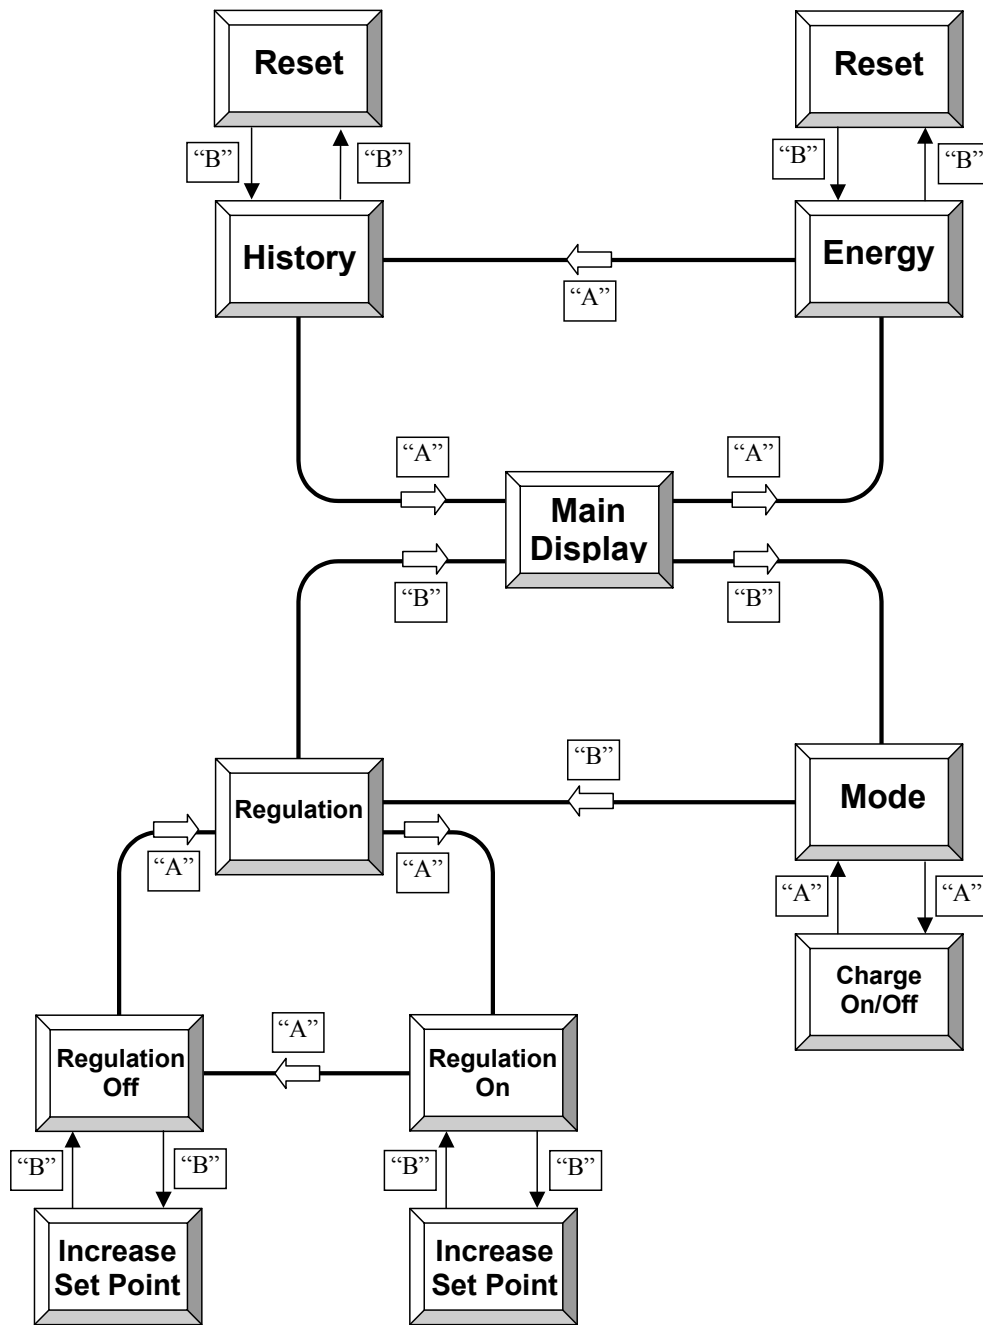 Reset
Reset
“B”
“B”
“B”
“B”
History
Energy
“A”
“A”
“A”
Main
Display
“B”
“B”
“B”
Regulation
Mode
“A”
“A”
“A”
“A”
Charge
On/Off
“A”
Regulation
Off
Regulation
On
“B”
“B”
“B”
“B”
Increase
Set Point
Increase
Set Point